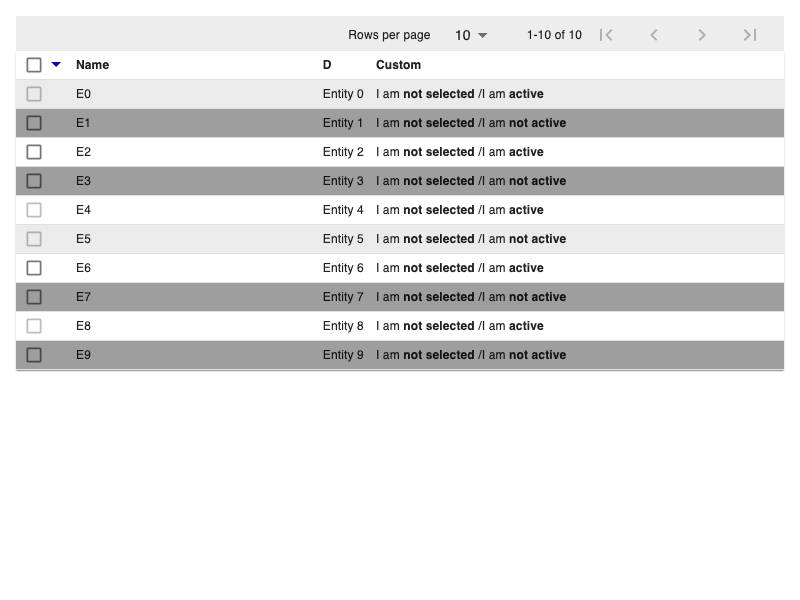 Rows per page 10 1-10 of 10
Name D Custom
E0 Entity 0 I am not selected /I am active
E1 Entity 1 I am not selected /I am not active
E2 Entity 2 I am not selected /I am active
E3 Entity 3 I am not selected /I am not active
E4 Entity 4 I am not selected /I am active
E5 Entity 5 I am not selected /I am not active
E6 Entity 6 I am not selected /I am active
E7 Entity 7 I am not selected /I am not active
E8 Entity 8 I am not selected /I am active
E9 Entity 9 I am not selected /I am not active